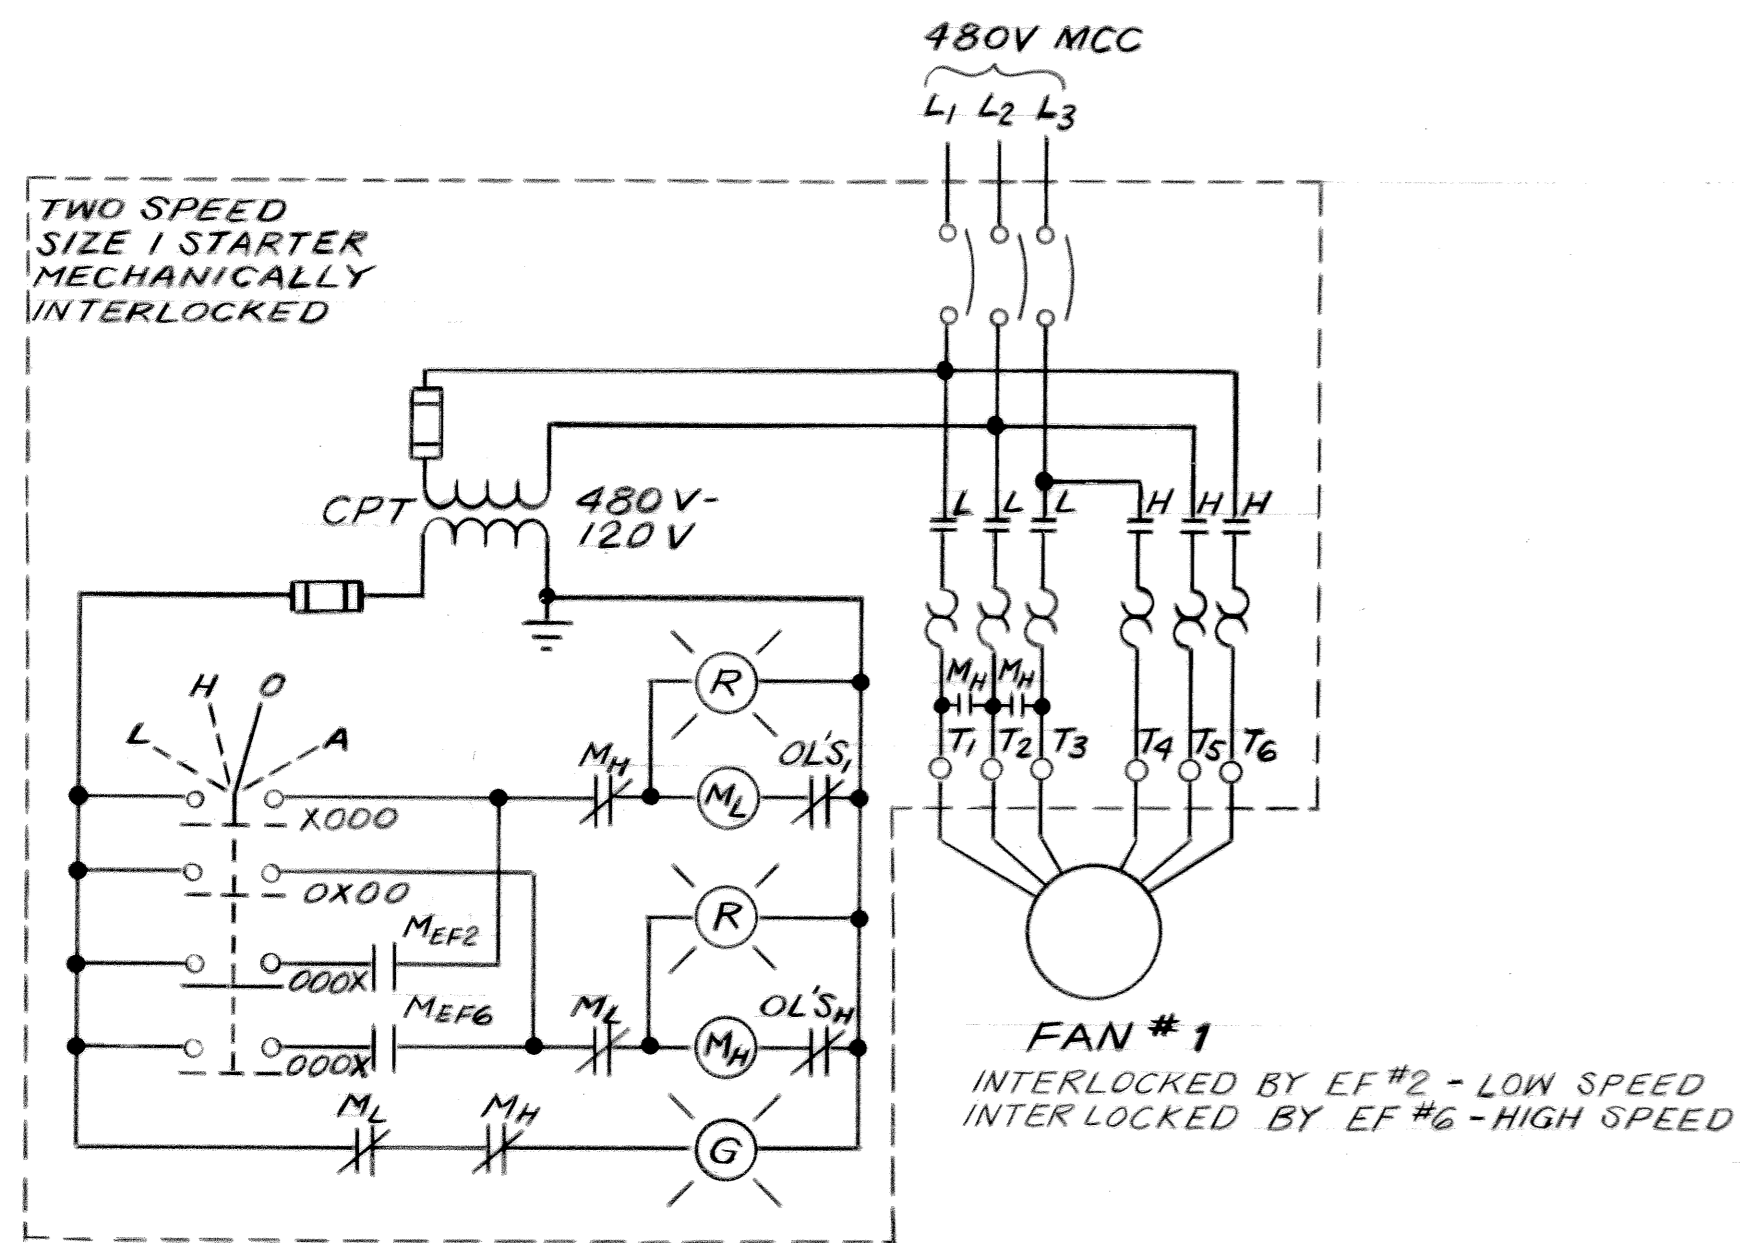 480V MCC
L1 L2 L3
TWO SPEED
SIZE 1 STARTER
MECHANICALLY
INTERLOCKED
CPT
480V-
120V
L L L H H H
MH MH
T1 T2 T3 T4 T5 T6
L H O A
R
MH
OL'S1
X000
ML
0X00
R
MEF2
000X
MEF6
ML
OL'SH
000X
MH
ML MH
G
FAN #1
INTERLOCKED BY EF #2 - LOW SPEED
INTERLOCKED BY EF #6 - HIGH SPEED